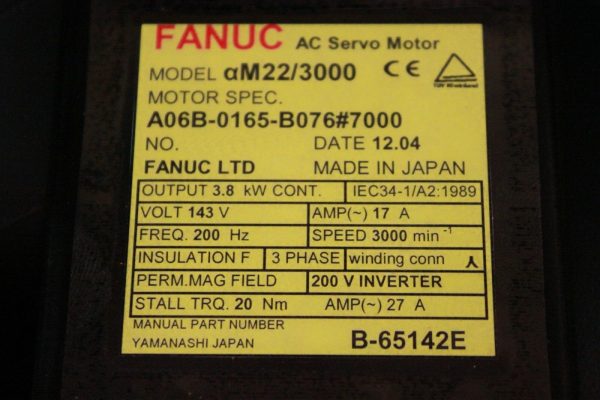 FANUC AC Servo Motor
MODEL αM22/3000 CE
MOTOR SPEC.
A06B-0165-B076#7000
NO. DATE 12.04
FANUC LTD MADE IN JAPAN
OUTPUT 3.8 kW CONT. IEC34-1/A2:1989
VOLT 143 V AMP(~) 17 A
FREQ. 200 Hz SPEED 3000 min⁻¹
INSULATION F 3 PHASE winding conn
PERM.MAG FIELD 200 V INVERTER
STALL TRQ. 20 Nm AMP(~) 27 A
MANUAL PART NUMBER
YAMANASHI JAPAN B-65142E